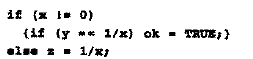 if (x != 0)
{if (y == 1/x) ok = TRUE;}
else z = 1/x;